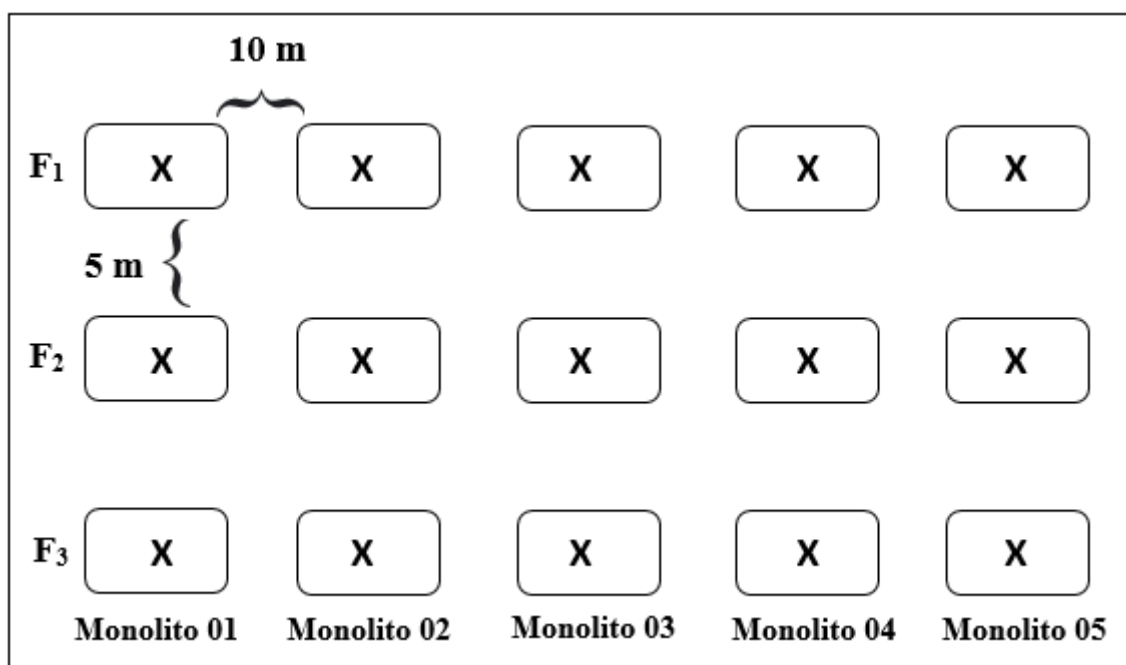 10 m
F₁ X X X X X
5 m
F₂ X X X X X
F₃ X X X X X
Monolito 01 Monolito 02 Monolito 03 Monolito 04 Monolito 05